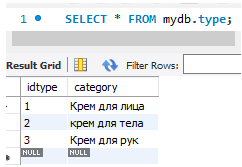 1 SELECT * FROM mydb.type;
Result Grid Filter Rows:
idtype category
1 Крем для лица
2 крем для тела
3 Крем для рук
NULL NULL